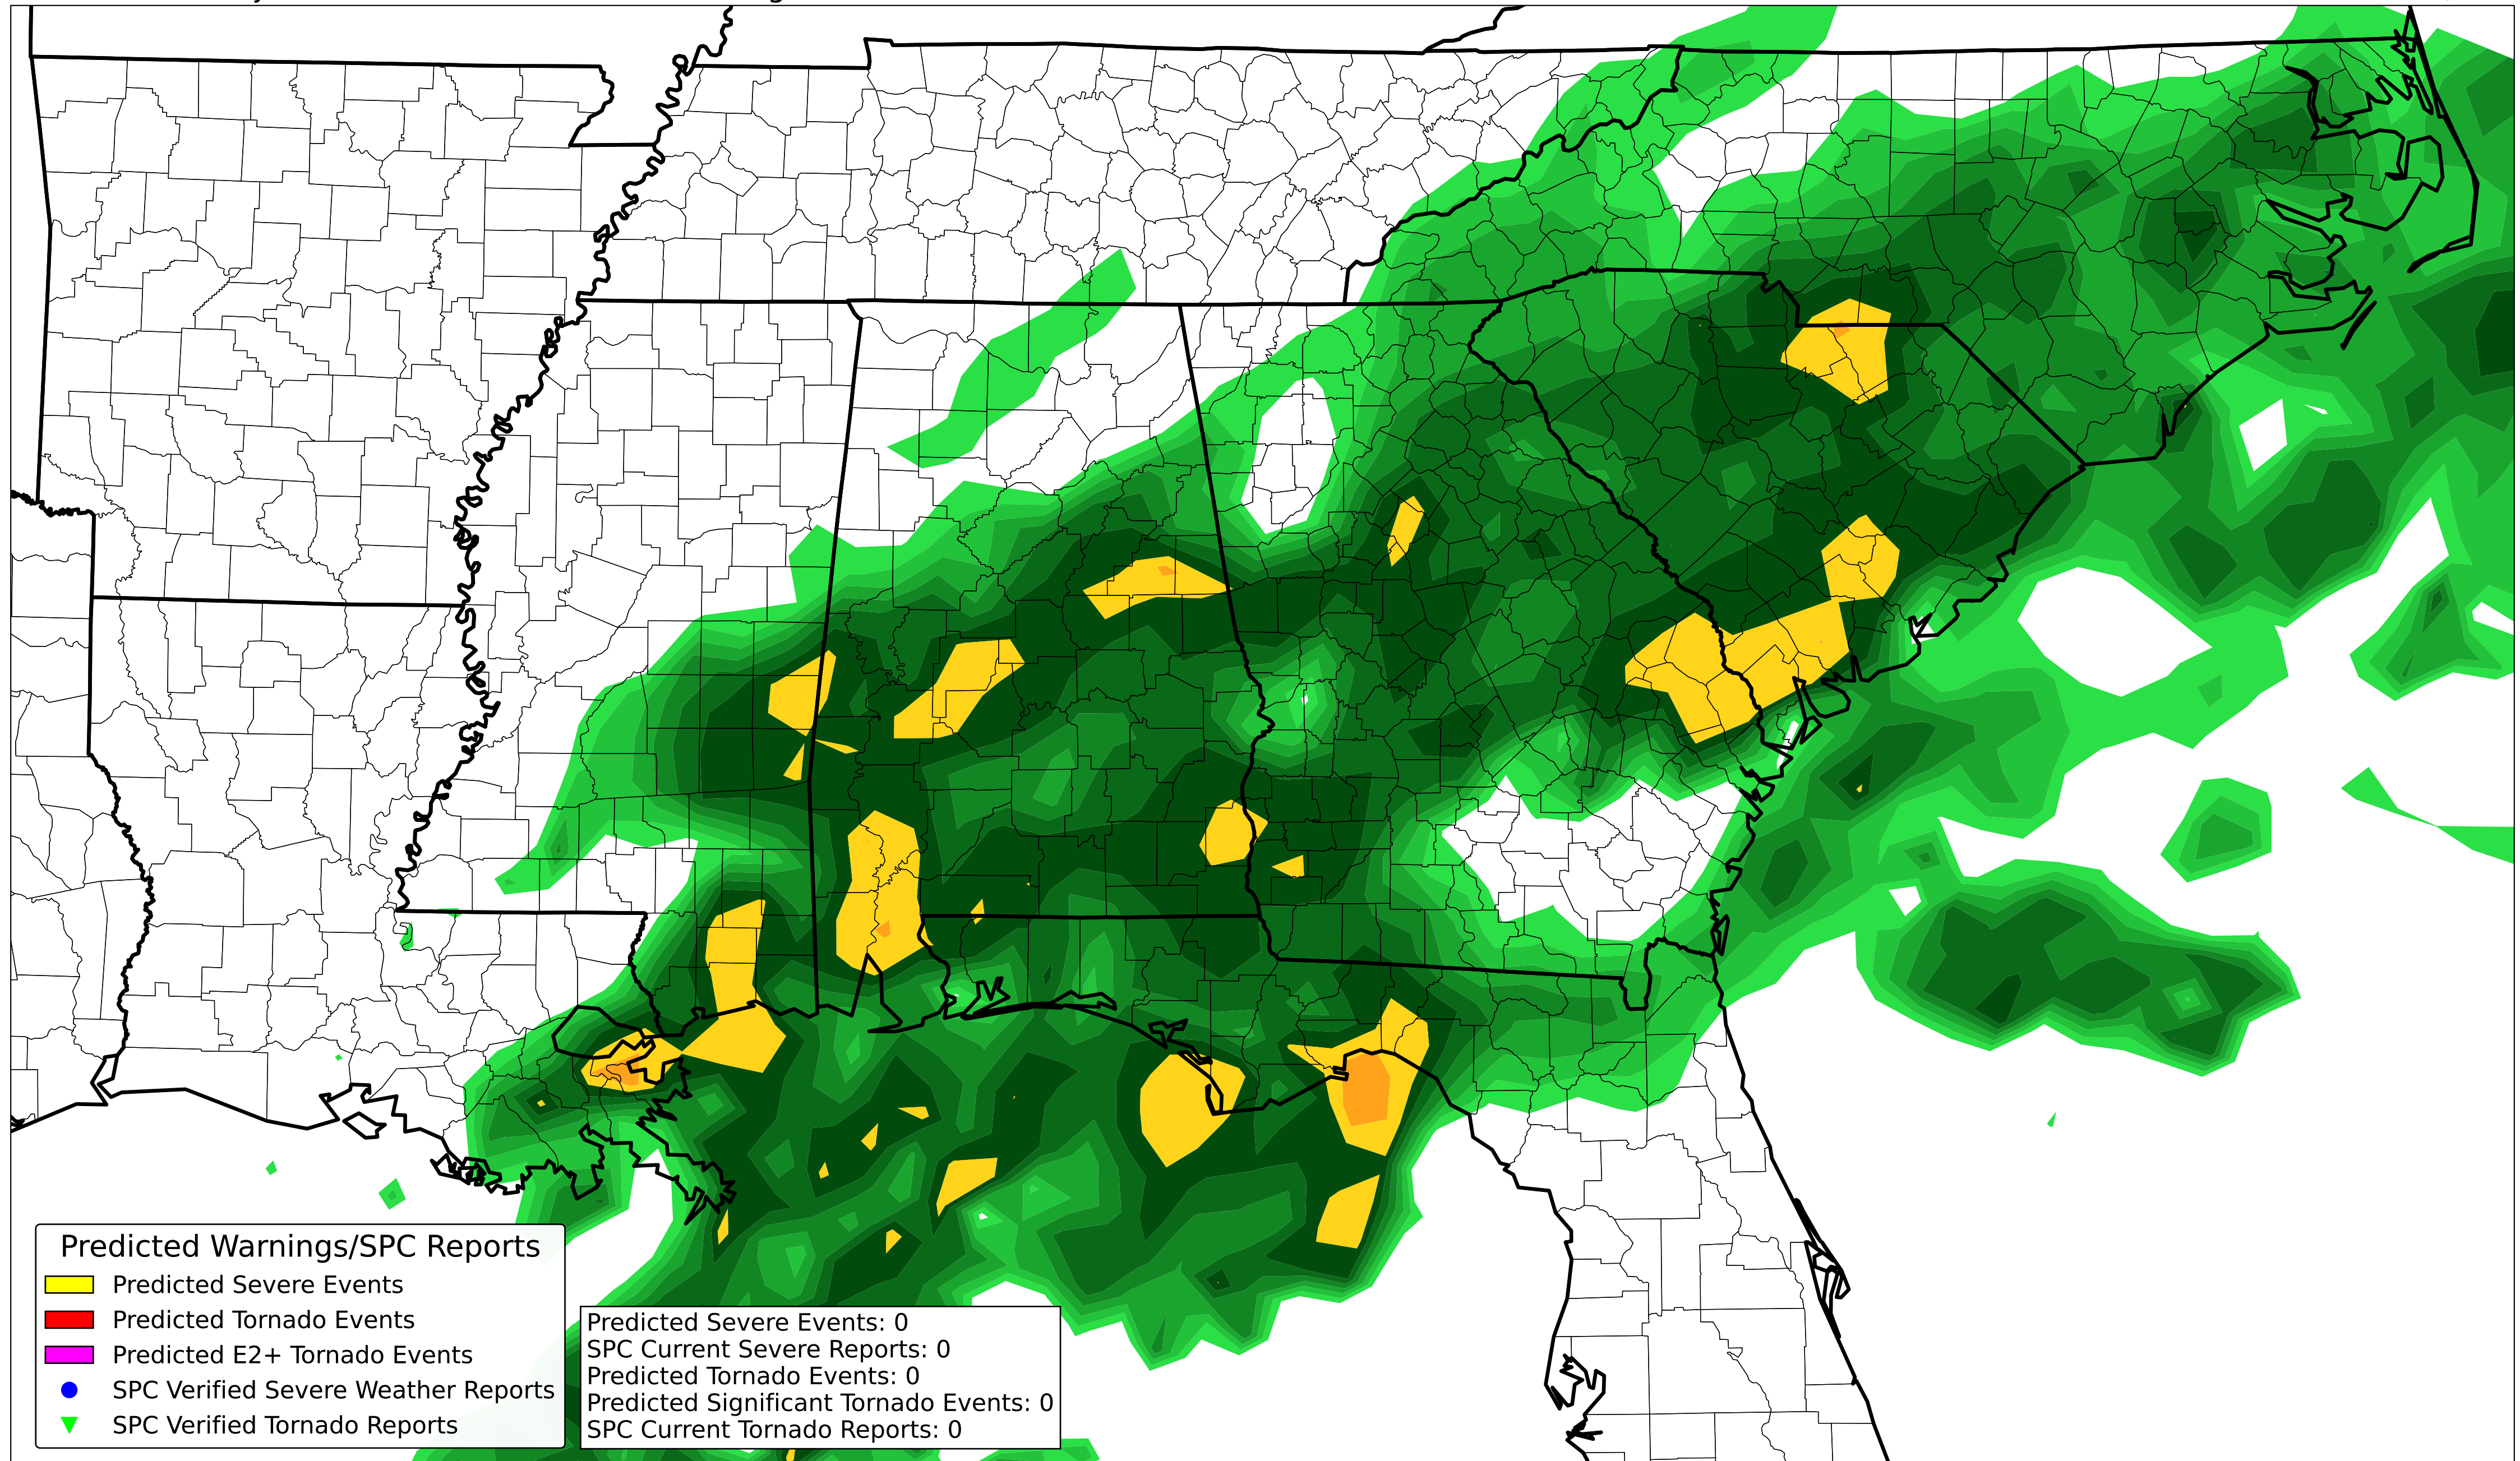 Predicted Warnings/SPC Reports
Predicted Severe Events
Predicted Tornado Events
Predicted E2+ Tornado Events
SPC Verified Severe Weather Reports
SPC Verified Tornado Reports
Predicted Severe Events: 0
SPC Current Severe Reports: 0
Predicted Tornado Events: 0
Predicted Significant Tornado Events: 0
SPC Current Tornado Reports: 0